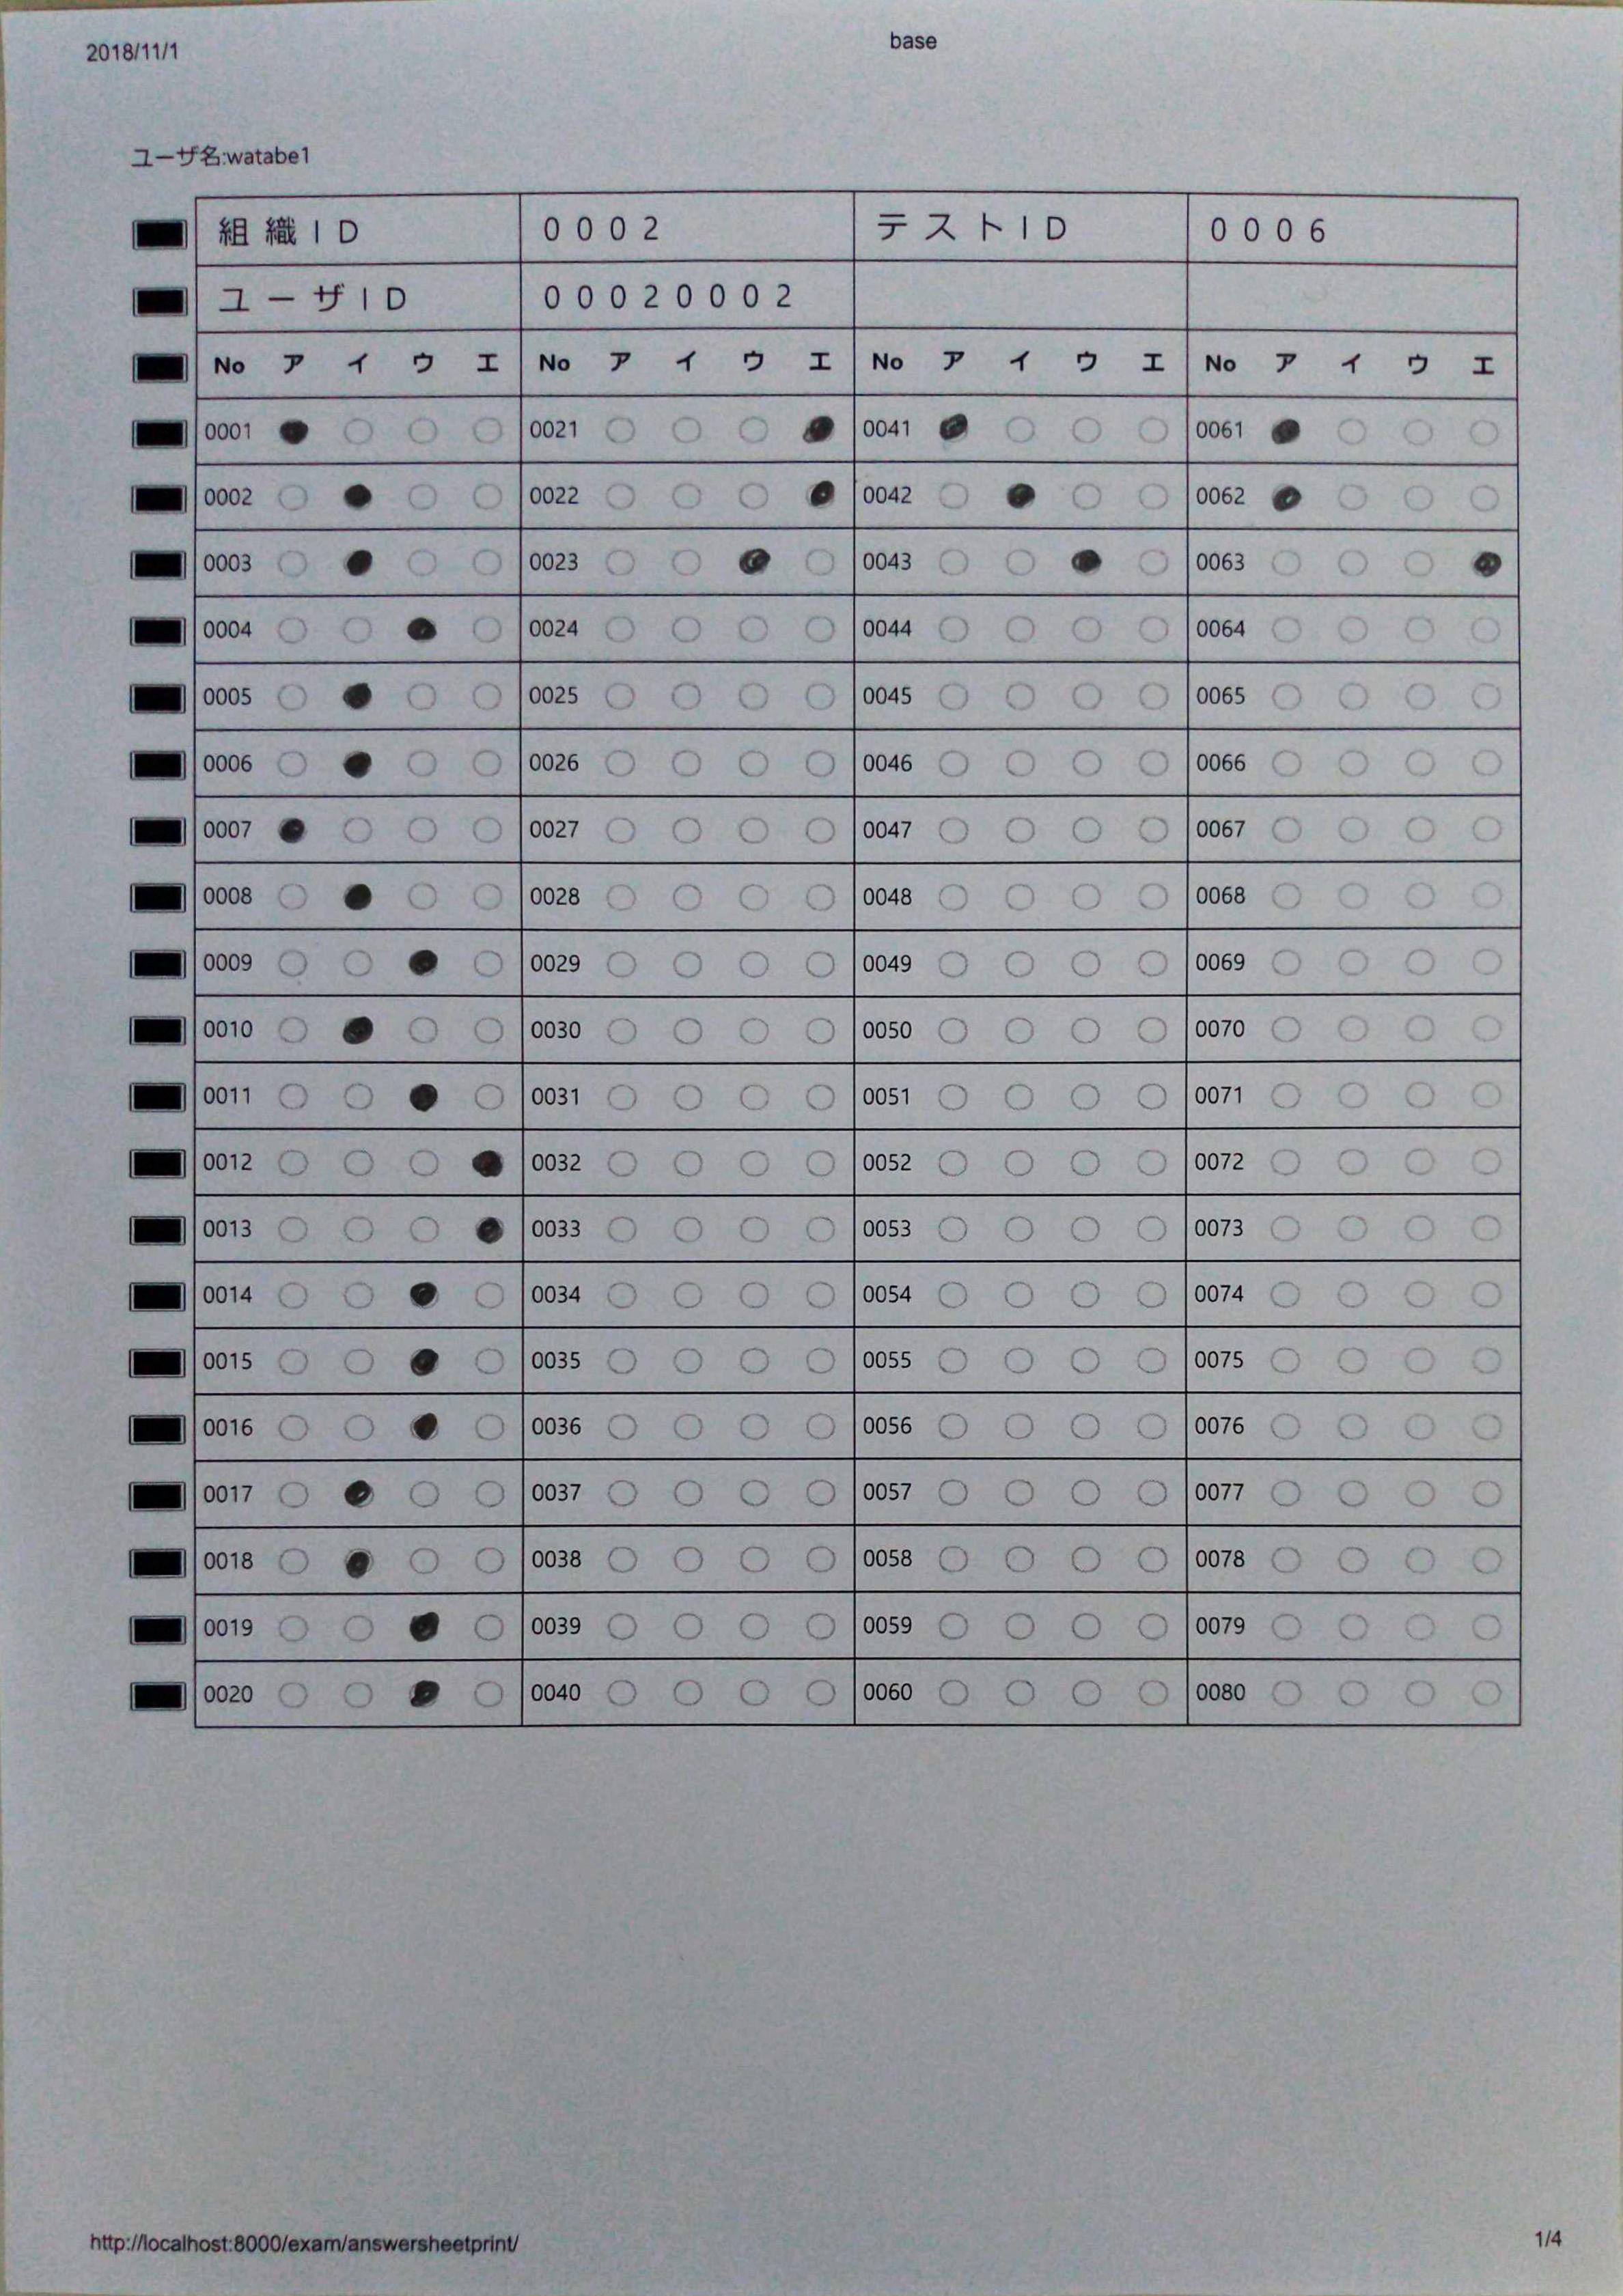 2018/11/1
base
ユーザ名:watabe1
組織ID 0002 テストID 0006
ユーザID 00020002
No ア イ ウ エ No ア イ ウ エ No ア イ ウ エ No ア イ ウ エ
0001 0021 0041 0061
0002 0022 0042 0062
0003 0023 0043 0063
0004 0024 0044 0064
0005 0025 0045 0065
0006 0026 0046 0066
0007 0027 0047 0067
0008 0028 0048 0068
0009 0029 0049 0069
0010 0030 0050 0070
0011 0031 0051 0071
0012 0032 0052 0072
0013 0033 0053 0073
0014 0034 0054 0074
0015 0035 0055 0075
0016 0036 0056 0076
0017 0037 0057 0077
0018 0038 0058 0078
0019 0039 0059 0079
0020 0040 0060 0080
http://localhost:8000/exam/answersheetprint/
1/4